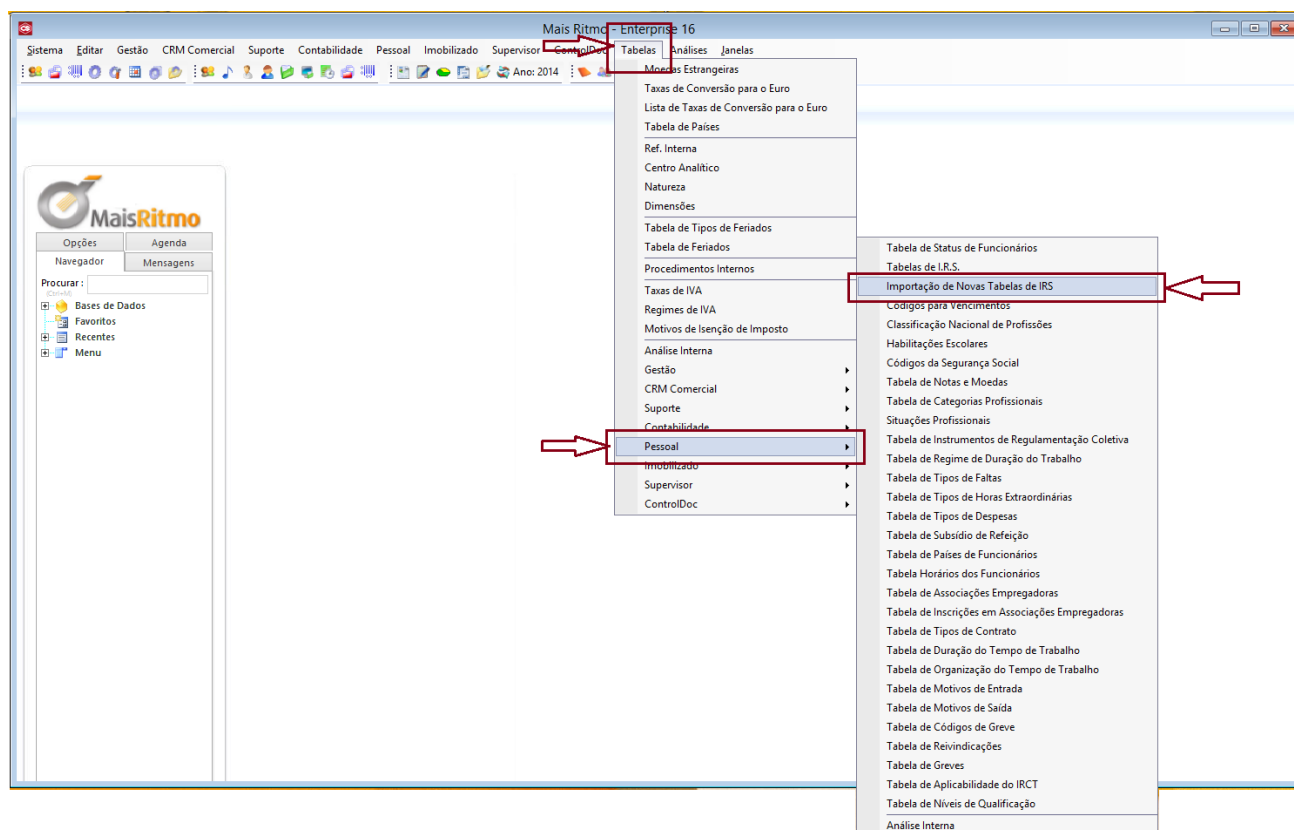 Mais Ritmo - Enterprise 16
Sistema Editar Gestão CRM Comercial Suporte Contabilidade Pessoal Imobilizado Supervisor ControlDoc Tabelas Análises Janelas
Ano: 2014
Moedas Estrangeiras
Taxas de Conversão para o Euro
Lista de Taxas de Conversão para o Euro
Tabela de Países
Ref. Interna
Centro Analítico
Natureza
Dimensões
Tabela de Tipos de Feriados
Tabela de Feriados
Procedimentos Internos
Taxas de IVA
Regimes de IVA
Motivos de Isenção de Imposto
Análise Interna
Gestão
CRM Comercial
Suporte
Contabilidade
Pessoal
Imobilizado
Supervisor
ControlDoc
MaisRitmo
Opções Agenda
Navegador Mensagens
Procurar :
(Ctrl+M)
Bases de Dados
Favoritos
Recentes
Menu
Tabela de Status de Funcionários
Tabelas de I.R.S.
Importação de Novas Tabelas de IRS
Códigos para Vencimentos
Classificação Nacional de Profissões
Habilitações Escolares
Códigos da Segurança Social
Tabela de Notas e Moedas
Tabela de Categorias Profissionais
Situações Profissionais
Tabela de Instrumentos de Regulamentação Coletiva
Tabela de Regime de Duração do Trabalho
Tabela de Tipos de Faltas
Tabela de Tipos de Horas Extraordinárias
Tabela de Tipos de Despesas
Tabela de Subsídio de Refeição
Tabela de Países de Funcionários
Tabela Horários dos Funcionários
Tabela de Associações Empregadoras
Tabela de Inscrições em Associações Empregadoras
Tabela de Tipos de Contrato
Tabela de Duração do Tempo de Trabalho
Tabela de Organização do Tempo de Trabalho
Tabela de Motivos de Entrada
Tabela de Motivos de Saída
Tabela de Códigos de Greve
Tabela de Reivindicações
Tabela de Greves
Tabela de Aplicabilidade do IRCT
Tabela de Níveis de Qualificação
Análise Interna